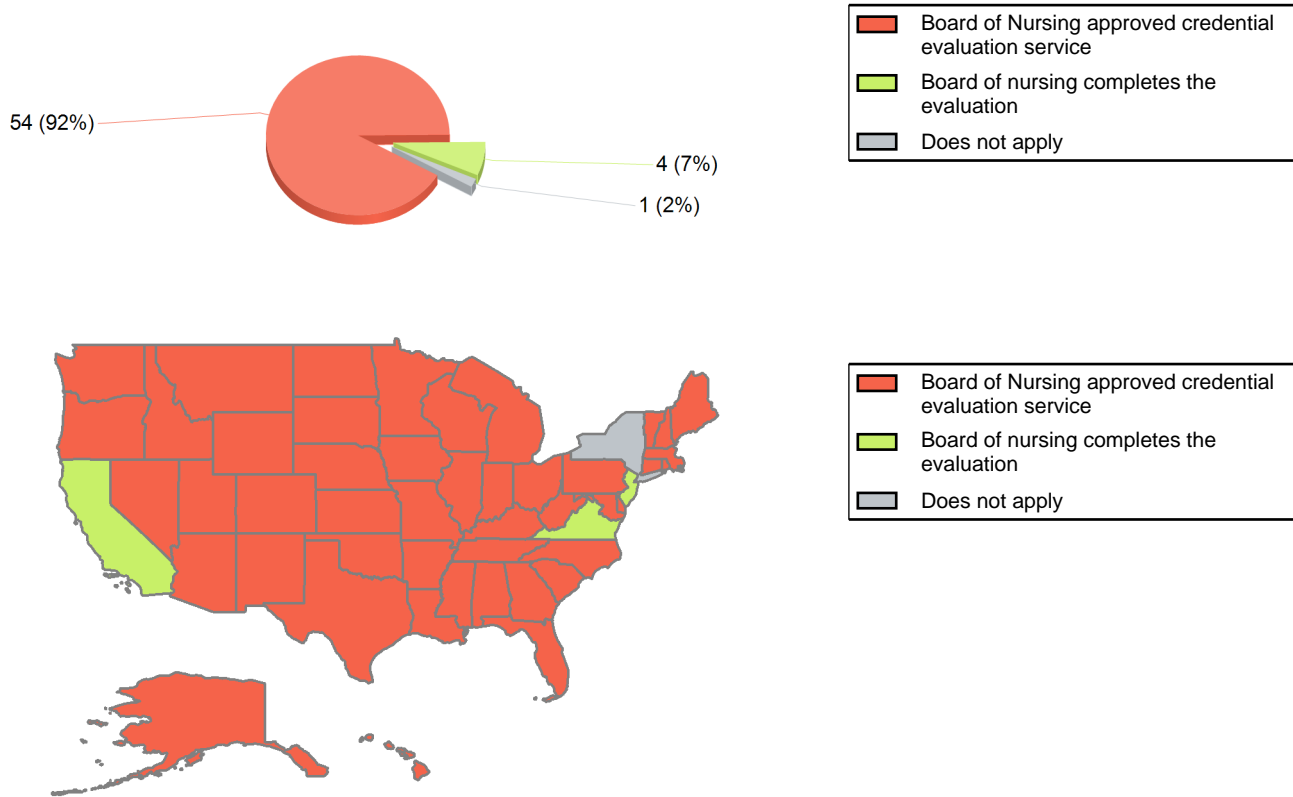 Board of Nursing approved credential
evaluation service
Board of nursing completes the
evaluation
Does not apply
54 (92%)
4 (7%)
1 (2%)
Board of Nursing approved credential
evaluation service
Board of nursing completes the
evaluation
Does not apply